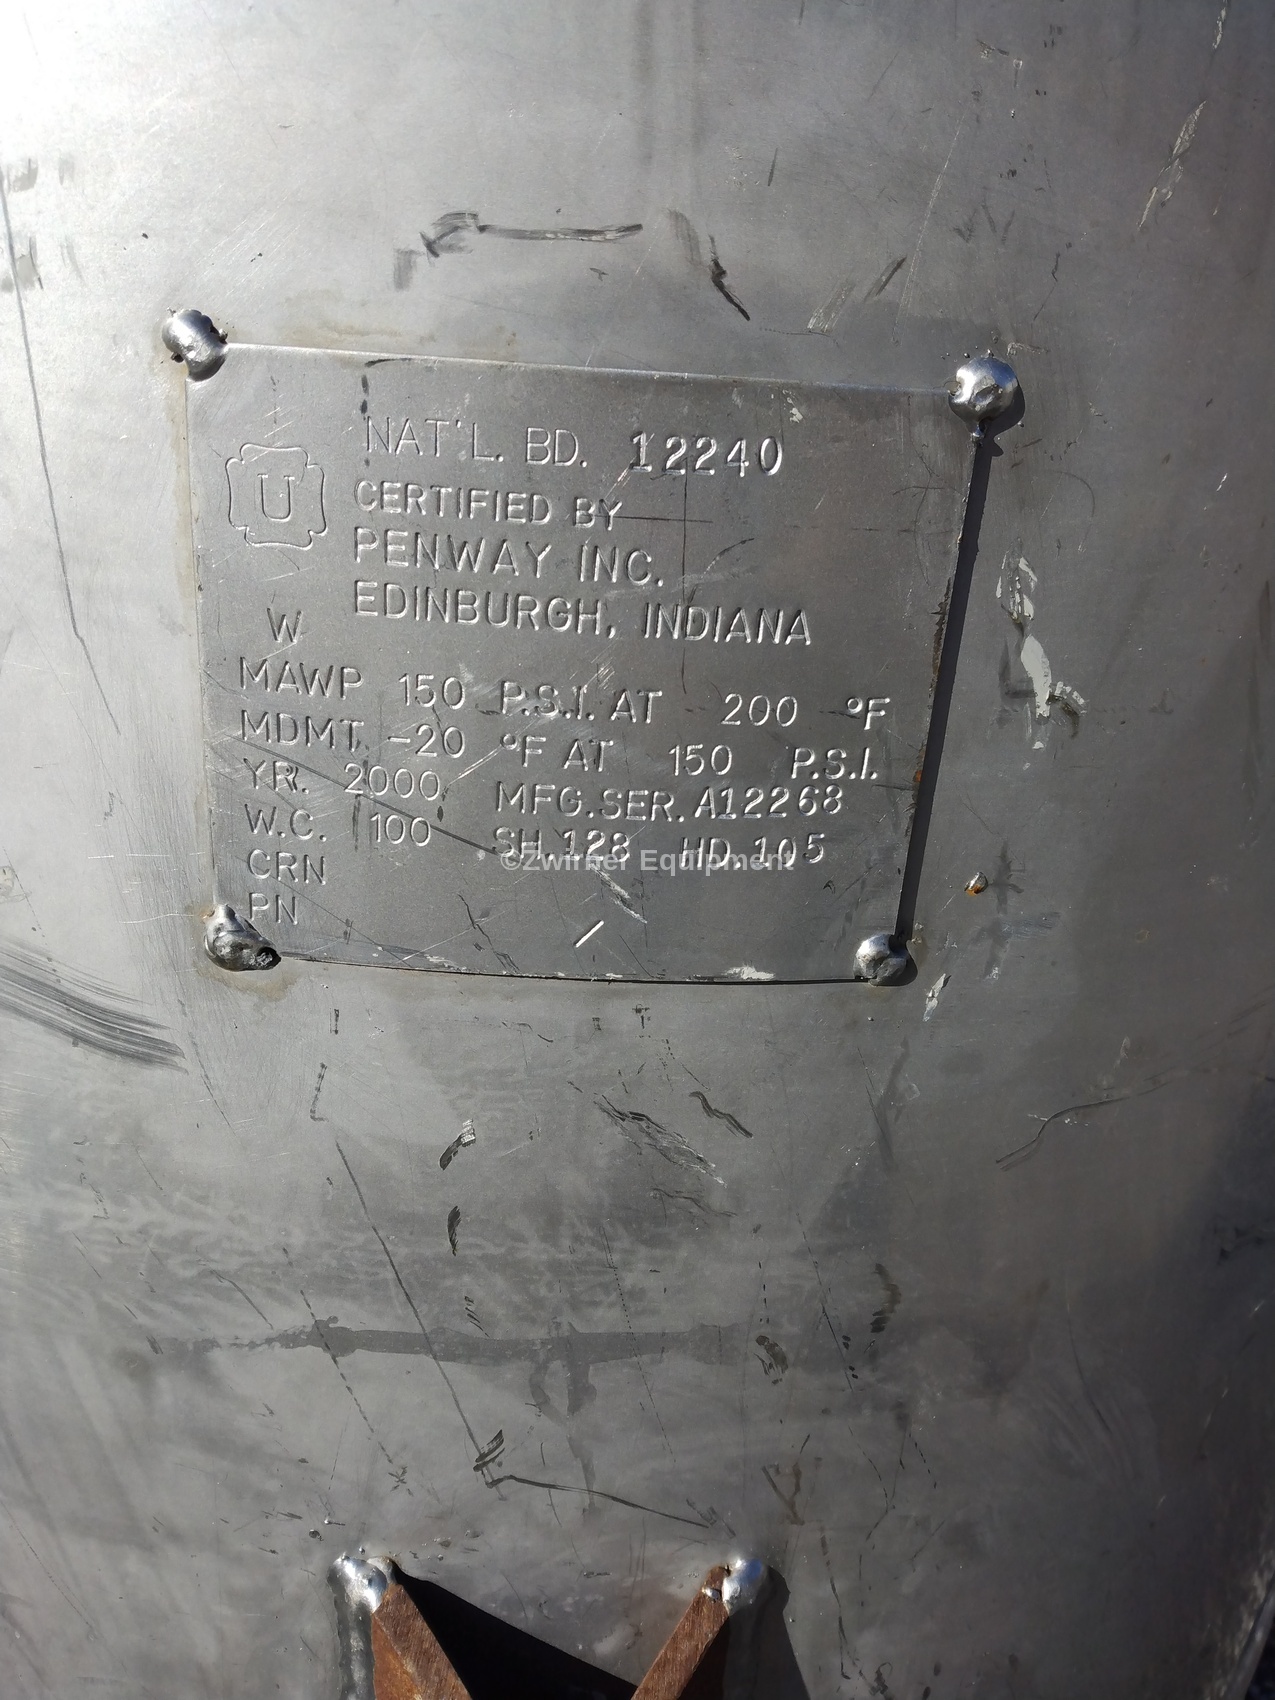 NAT'L. BD. 12240
U
CERTIFIED BY
PENWAY INC.
EDINBURGH, INDIANA
W
MAWP 150 P.S.I. AT 200 °F
MDMT. -20 °F AT 150 P.S.I.
YR. 2000 MFG.SER. A12268
W.C. 100 SH.128 HD.105
©Zwirner Equipment
CRN
PN